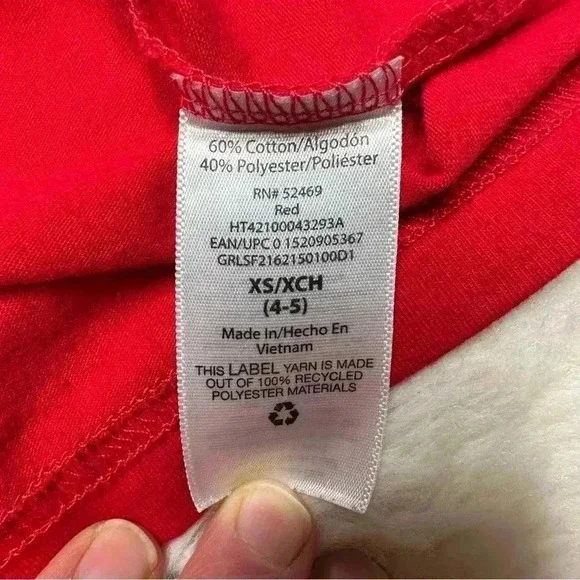 60% Cotton/Algodón
40% Polyester/Poliéster
RN# 52469
Red
HT42100043293A
EAN/UPC 0 1520905367
GRLSF2162150100D1
XS/XCH
(4-5)
Made In/Hecho En
Vietnam
THIS LABEL YARN IS MADE
OUT OF 100% RECYCLED
POLYESTER MATERIALS